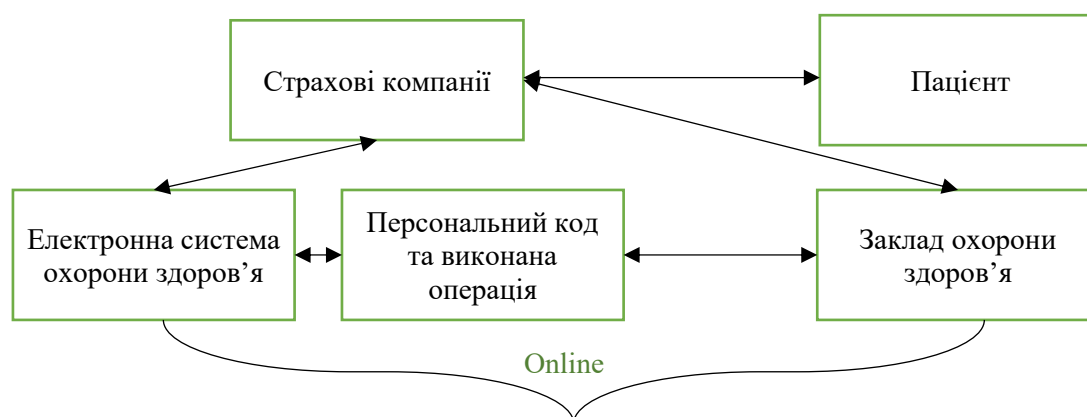 Страхові компанії
Пацієнт
Електронна система
охорони здоров’я
Персональний код
та виконана
операція
Заклад охорони
здоров’я
Online